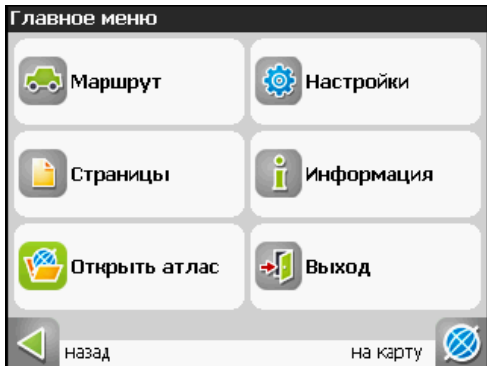 Главное меню
Маршрут
Настройки
Страницы
Информация
Открыть атлас
Выход
назад
на карту